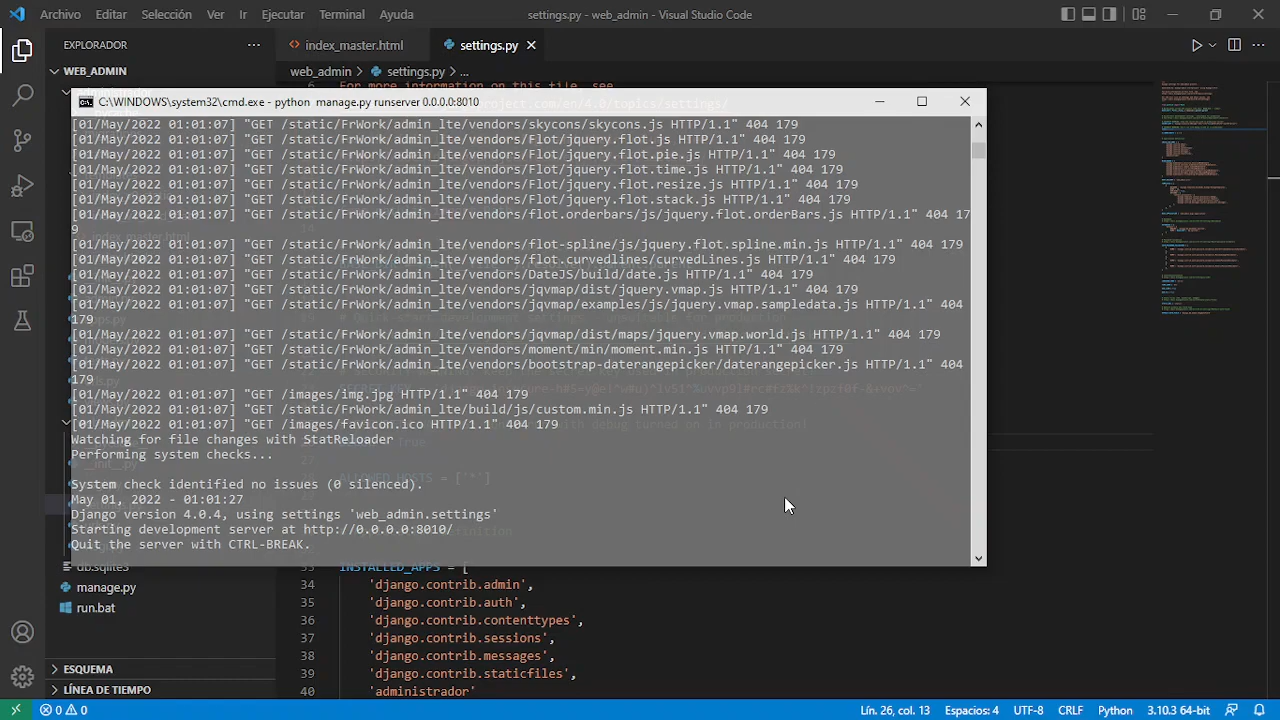 Archivo Editar Selección Ver Ir Ejecutar Terminal Ayuda
settings.py - web_admin - Visual Studio Code
EXPLORADOR
index_master.html
settings.py
WEB_ADMIN
web_admin > settings.py > ...
For more information on this file, see
C:\WINDOWS\system32\cmd.exe - python manage.py runserver 0.0.0.0:8010
[01/May/2022 01:01:07] "GET /static/FrWork/admin_lte/vendors/skycons/skycons.js HTTP/1.1" 404 179
[01/May/2022 01:01:07] "GET /static/FrWork/admin_lte/vendors/Flot/jquery.flot.js HTTP/1.1" 404 179
[01/May/2022 01:01:07] "GET /static/FrWork/admin_lte/vendors/Flot/jquery.flot.pie.js HTTP/1.1" 404 179
[01/May/2022 01:01:07] "GET /static/FrWork/admin_lte/vendors/Flot/jquery.flot.time.js HTTP/1.1" 404 179
[01/May/2022 01:01:07] "GET /static/FrWork/admin_lte/vendors/Flot/jquery.flot.resize.js HTTP/1.1" 404 179
[01/May/2022 01:01:07] "GET /static/FrWork/admin_lte/vendors/Flot/jquery.flot.stack.js HTTP/1.1" 404 179
[01/May/2022 01:01:07] "GET /static/FrWork/admin_lte/vendors/flot.orderbars/js/jquery.flot.orderBars.js HTTP/1.1" 404 17
9
[01/May/2022 01:01:07] "GET /static/FrWork/admin_lte/vendors/flot-spline/js/jquery.flot.spline.min.js HTTP/1.1" 404 179
[01/May/2022 01:01:07] "GET /static/FrWork/admin_lte/vendors/flot.curvedlines/curvedLines.js HTTP/1.1" 404 179
[01/May/2022 01:01:07] "GET /static/FrWork/admin_lte/vendors/DateJS/build/date.js HTTP/1.1" 404 179
[01/May/2022 01:01:07] "GET /static/FrWork/admin_lte/vendors/jqvmap/dist/jquery.vmap.js HTTP/1.1" 404 179
[01/May/2022 01:01:07] "GET /static/FrWork/admin_lte/vendors/jqvmap/examples/js/jquery.vmap.sampledata.js HTTP/1.1" 404
179
[01/May/2022 01:01:07] "GET /static/FrWork/admin_lte/vendors/jqvmap/dist/maps/jquery.vmap.world.js HTTP/1.1" 404 179
[01/May/2022 01:01:07] "GET /static/FrWork/admin_lte/vendors/moment/min/moment.min.js HTTP/1.1" 404 179
[01/May/2022 01:01:07] "GET /static/FrWork/admin_lte/vendors/bootstrap-daterangepicker/daterangepicker.js HTTP/1.1" 404
179
[01/May/2022 01:01:07] "GET /images/img.jpg HTTP/1.1" 404 179
[01/May/2022 01:01:07] "GET /static/FrWork/admin_lte/build/js/custom.min.js HTTP/1.1" 404 179
[01/May/2022 01:01:07] "GET /images/favicon.ico HTTP/1.1" 404 179
Watching for file changes with StatReloader
Performing system checks...
System check identified no issues (0 silenced).
May 01, 2022 - 01:01:27
Django version 4.0.4, using settings 'web_admin.settings'
Starting development server at http://0.0.0.0:8010/
Quit the server with CTRL-BREAK.
ALLOWED_HOSTS = ['*']
db.sqlite3
manage.py
run.bat
33 INSTALLED_APPS = [
34 'django.contrib.admin',
35 'django.contrib.auth',
36 'django.contrib.contenttypes',
37 'django.contrib.sessions',
38 'django.contrib.messages',
39 'django.contrib.staticfiles',
40 'administrador'
ESQUEMA
LÍNEA DE TIEMPO
0 0
Lín. 26, col. 13 Espacios: 4 UTF-8 CRLF Python 3.10.3 64-bit